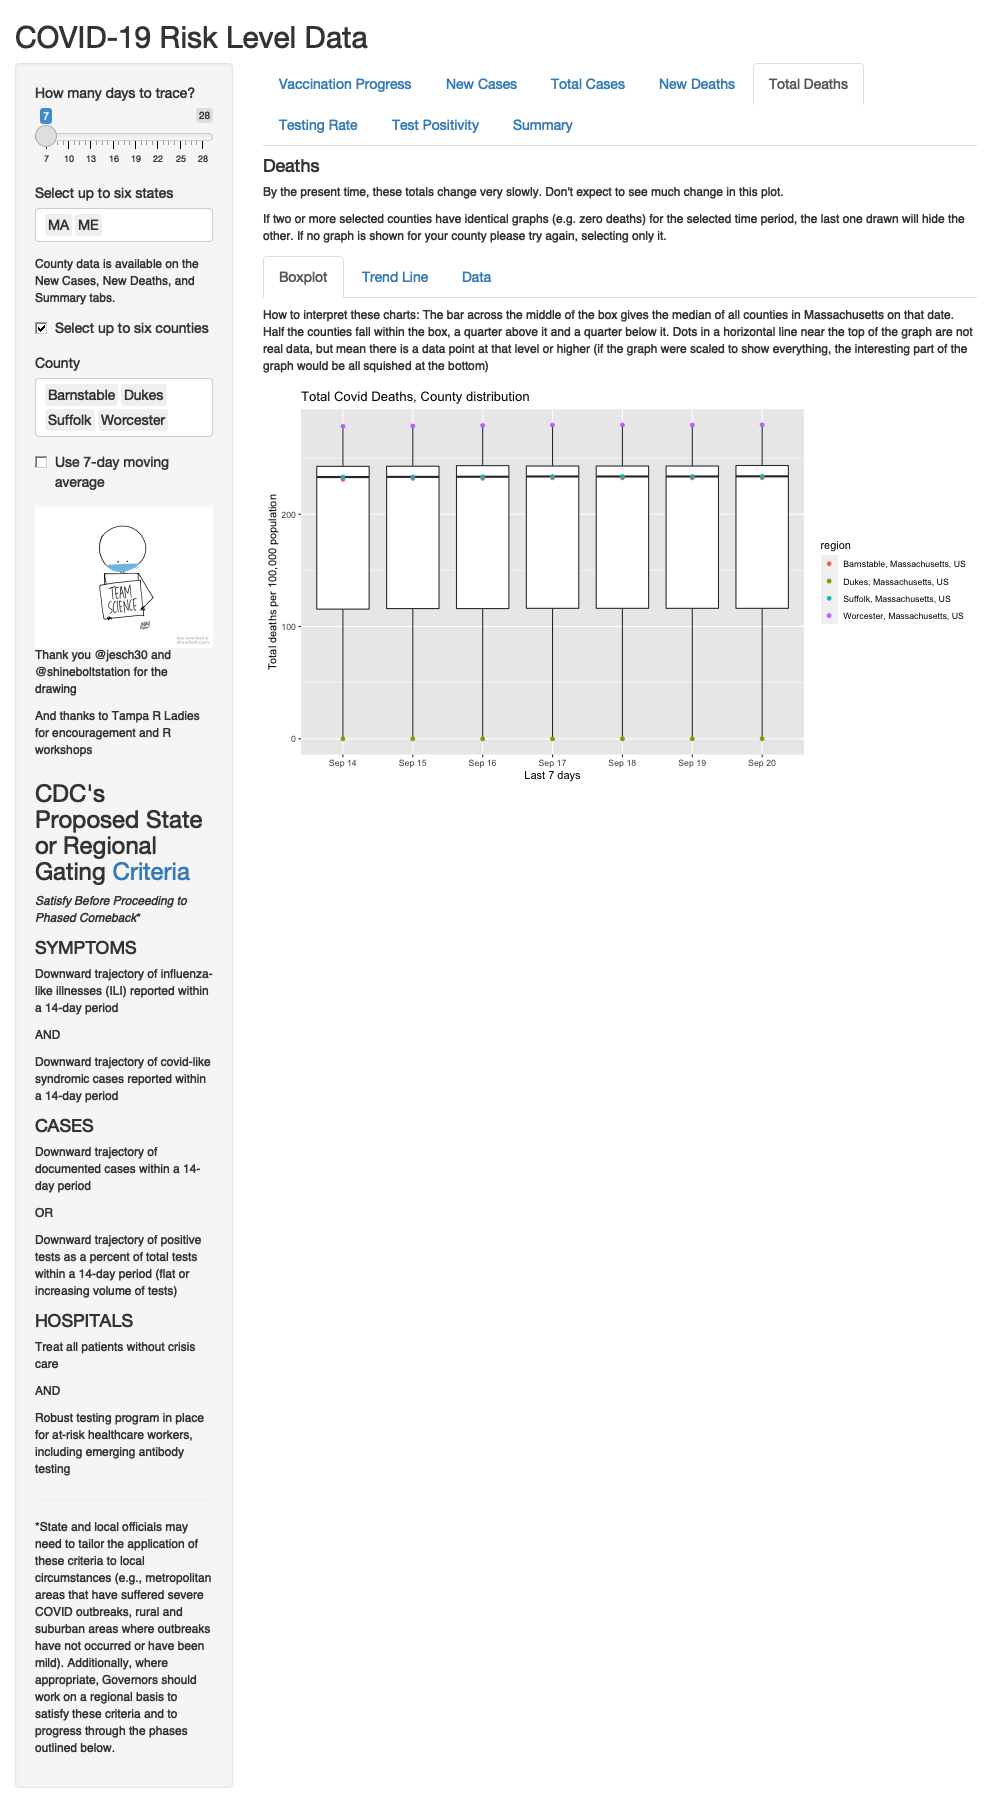 COVID-19 Risk Level Data
How many days to trace?
7 28
7 10 13 16 19 22 25 28
Select up to six states
MA ME
County data is available on the
New Cases, New Deaths, and
Summary tabs.
Select up to six counties
County
Barnstable Dukes
Suffolk Worcester
Use 7-day moving
average
TEAM
SCIENCE
free download at
shinebolt.com
Thank you @jesch30 and
@shineboltstation for the
drawing
And thanks to Tampa R Ladies
for encouragement and R
workshops
CDC's
Proposed State
or Regional
Gating Criteria
Satisfy Before Proceeding to
Phased Comeback*
SYMPTOMS
Downward trajectory of influenza-
like illnesses (ILI) reported within
a 14-day period
AND
Downward trajectory of covid-like
syndromic cases reported within
a 14-day period
CASES
Downward trajectory of
documented cases within a 14-
day period
OR
Downward trajectory of positive
tests as a percent of total tests
within a 14-day period (flat or
increasing volume of tests)
HOSPITALS
Treat all patients without crisis
care
AND
Robust testing program in place
for at-risk healthcare workers,
including emerging antibody
testing
*State and local officials may
need to tailor the application of
these criteria to local
circumstances (e.g., metropolitan
areas that have suffered severe
COVID outbreaks, rural and
suburban areas where outbreaks
have not occurred or have been
mild). Additionally, where
appropriate, Governors should
work on a regional basis to
satisfy these criteria and to
progress through the phases
outlined below.
Vaccination Progress New Cases Total Cases New Deaths Total Deaths
Testing Rate Test Positivity Summary
Deaths
By the present time, these totals change very slowly. Don't expect to see much change in this plot.
If two or more selected counties have identical graphs (e.g. zero deaths) for the selected time period, the last one drawn will hide the
other. If no graph is shown for your county please try again, selecting only it.
Boxplot Trend Line Data
How to interpret these charts: The bar across the middle of the box gives the median of all counties in Massachusetts on that date.
Half the counties fall within the box, a quarter above it and a quarter below it. Dots in a horizontal line near the top of the graph are not
real data, but mean there is a data point at that level or higher (if the graph were scaled to show everything, the interesting part of the
graph would be all squished at the bottom)
Total Covid Deaths, County distribution
Total deaths per 100,000 population
200
100
0
Sep 14 Sep 15 Sep 16 Sep 17 Sep 18 Sep 19 Sep 20
Last 7 days
region
Barnstable, Massachusetts, US
Dukes, Massachusetts, US
Suffolk, Massachusetts, US
Worcester, Massachusetts, US